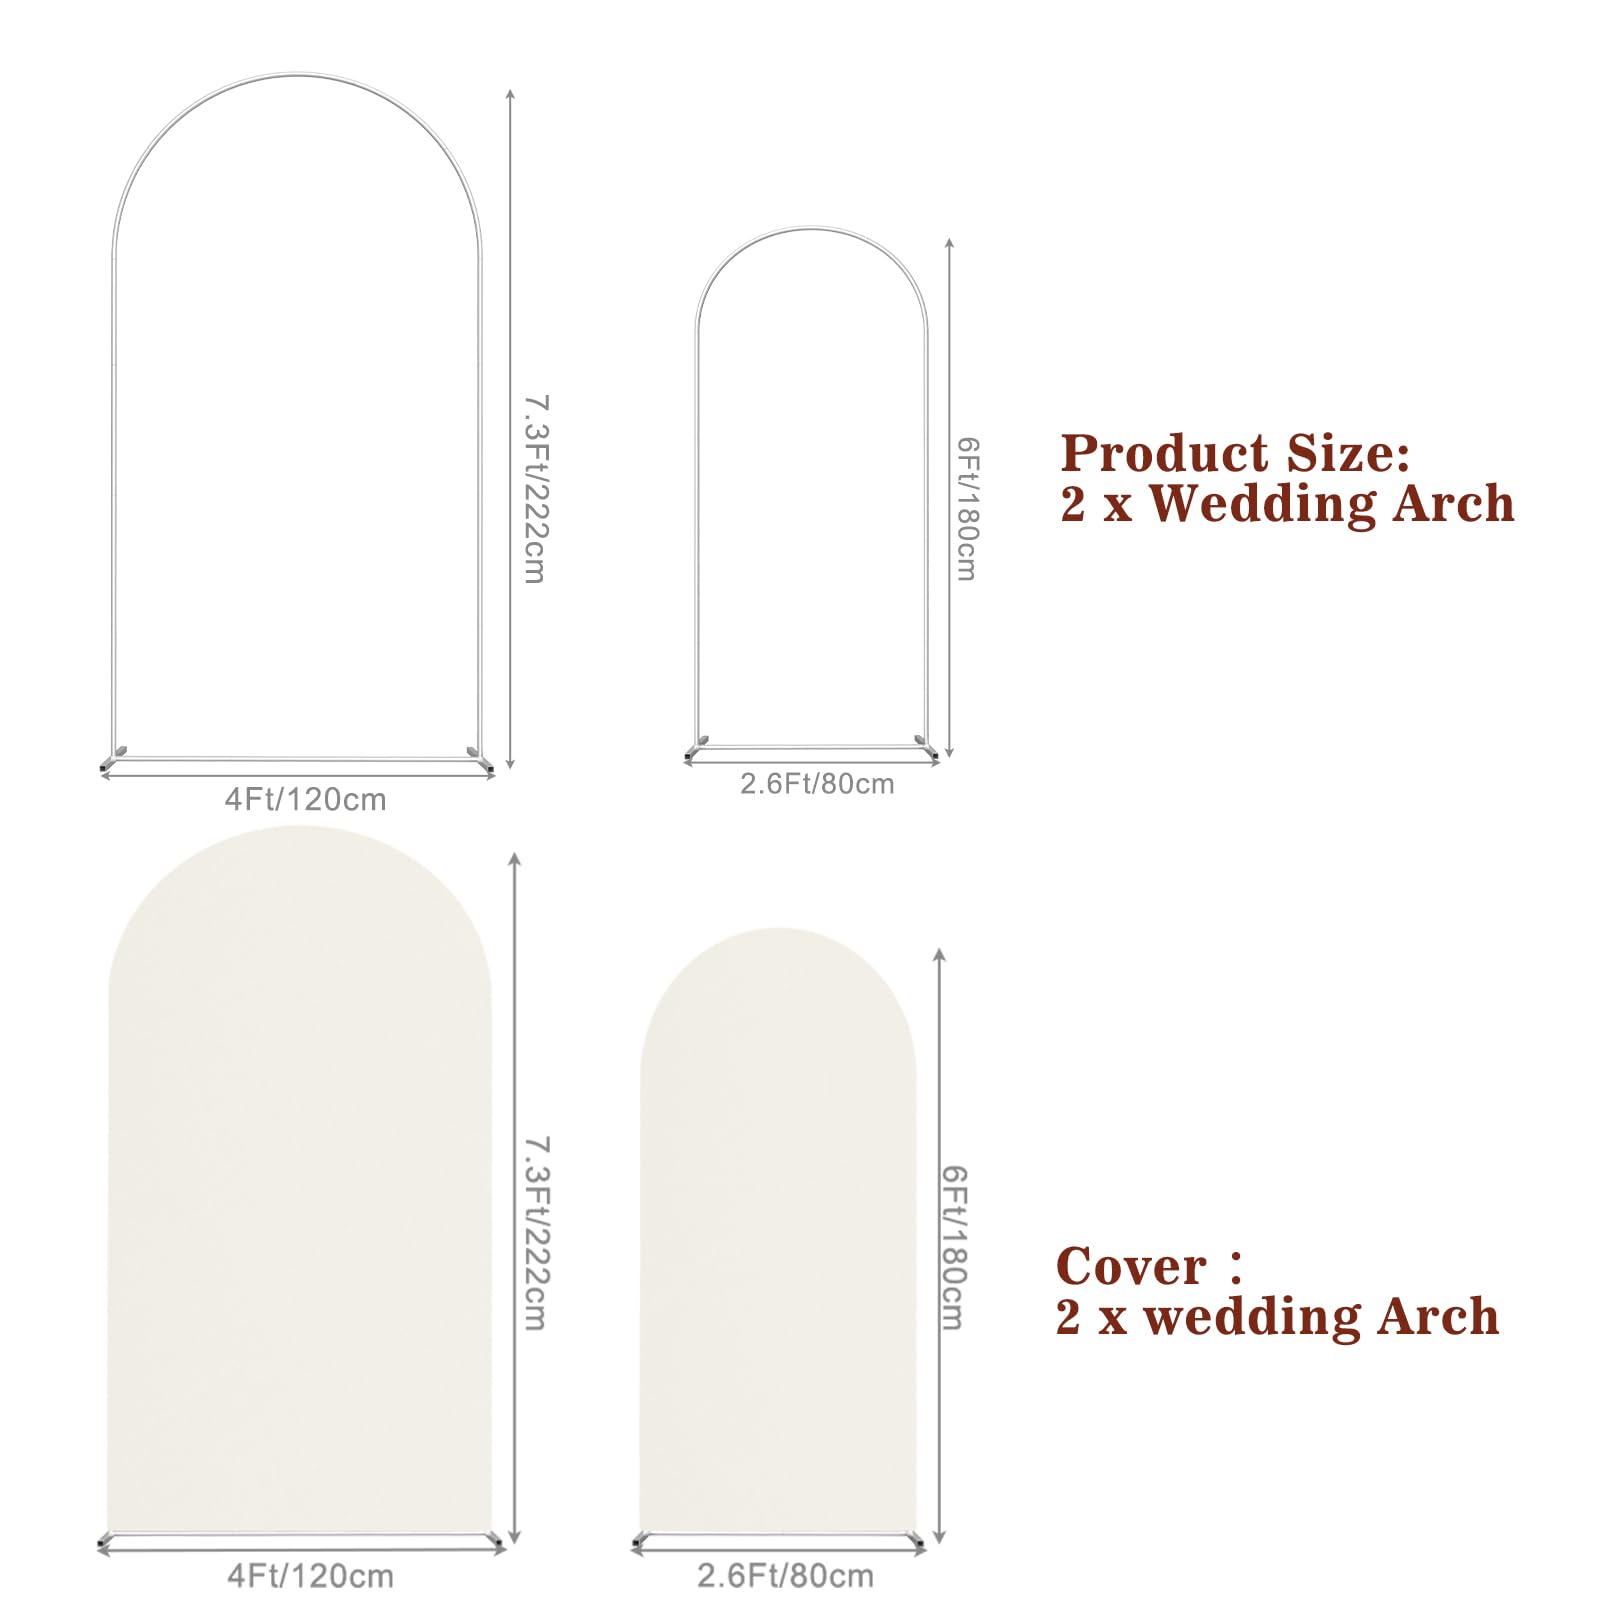 7.3Ft/222cm
4Ft/120cm
6Ft/180cm
2.6Ft/80cm
Product Size:
2 x Wedding Arch
7.3Ft/222cm
4Ft/120cm
6Ft/180cm
2.6Ft/80cm
Cover :
2 x wedding Arch